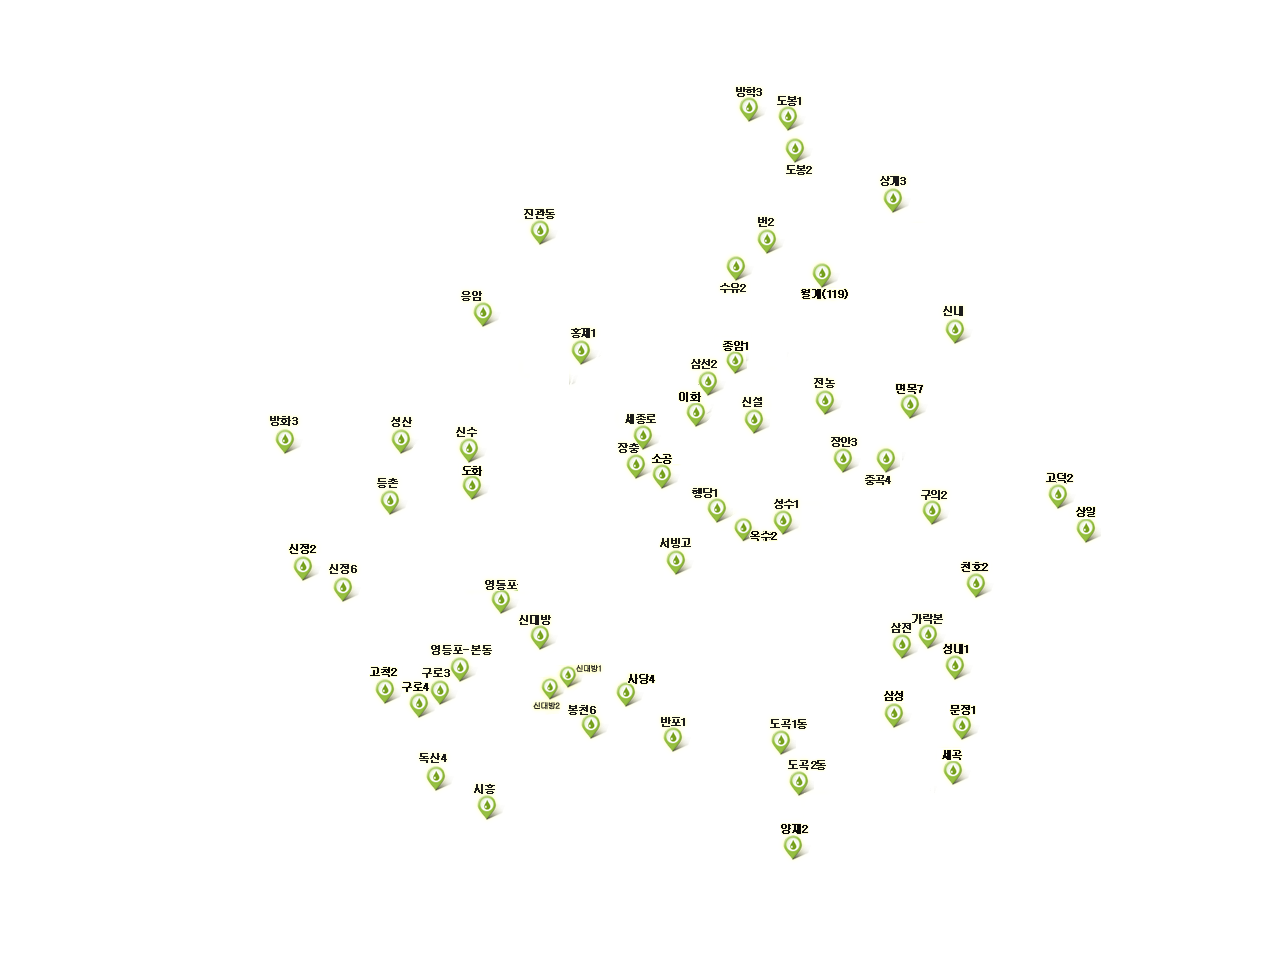 방학3
도봉1
도봉2
상계3
진관동
번2
수유2
월계(119)
응암
신내
홍제1
종암1
삼선2
전농
면목7
이화
신설
방화3
성산
신수
세종로
장충
소공
장안3
중곡4
도화
등촌
고덕2
구의2
행당1
성수1
옥수2
상일
서빙고
신정2
신정6
천호2
영등포
신대방
가락본
삼전
성내1
영등포-본동
고척2
구로3
구로4
신대방1
신대방2
사당4
봉천6
반포1
삼성
문정1
도곡1동
세곡
독산4
도곡2동
시흥
양재2